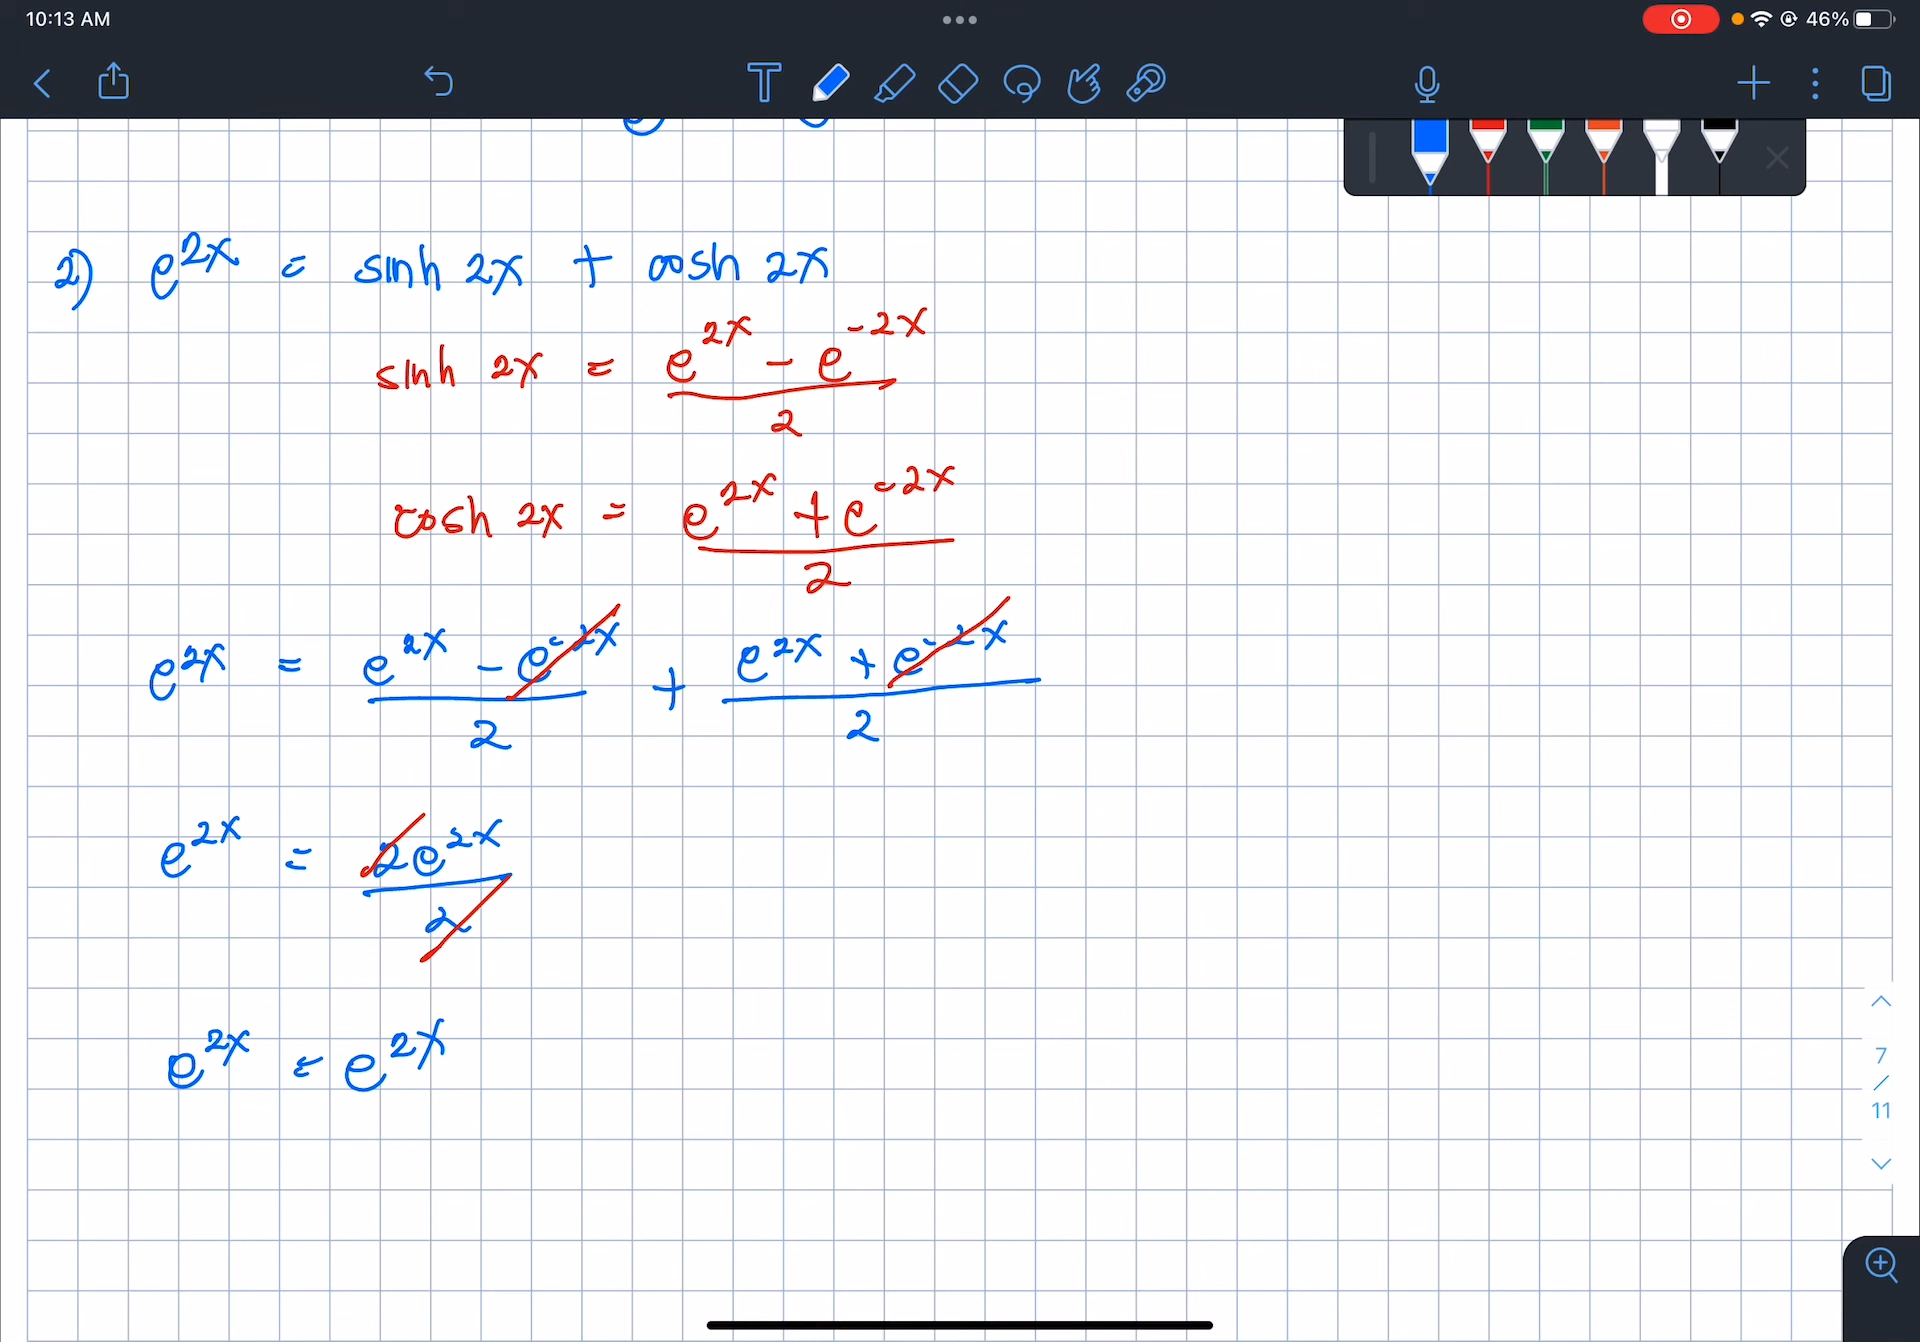 10:13 AM
46%
2) e^2x = sinh 2x + cosh 2x
sinh 2x = (e^2x - e^-2x)/2
cosh 2x = (e^2x + e^-2x)/2
e^2x = (e^2x - e^-2x)/2 + (e^2x + e^-2x)/2
e^2x = 2e^2x/2
e^2x = e^2x
7
/
11